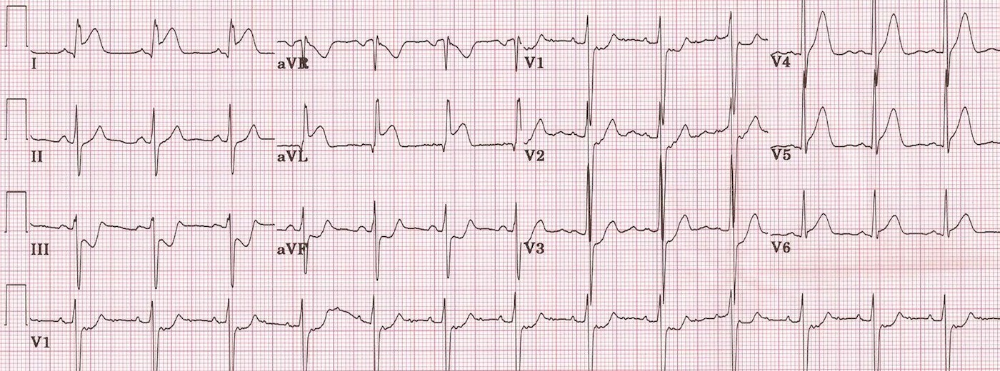 I aVR V1 V4
II aVL V2 V5
III aVF V3 V6
V1